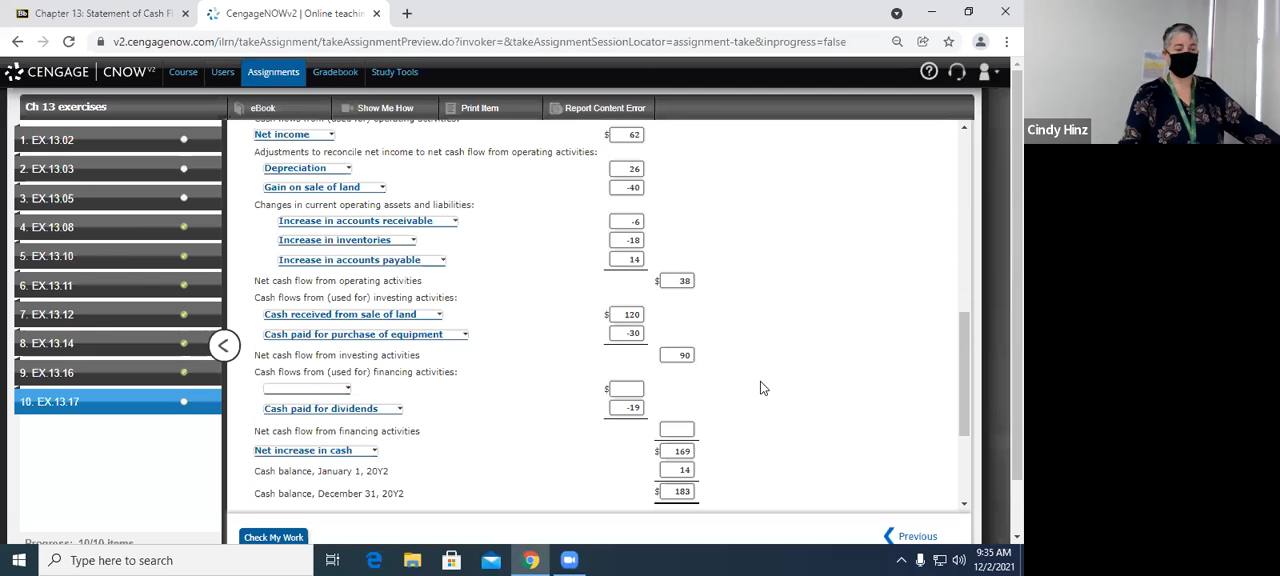 Chapter 13: Statement of Cash Fl
CengageNOWv2 | Online teachin
v2.cengagenow.com/ilrn/takeAssignment/takeAssignmentPreview.do?invoker=&takeAssignmentSessionLocator=assignment-take&inprogress=false
CENGAGE | CNOWv2 Course Users Assignments Gradebook Study Tools
Ch 13 exercises
eBook Show Me How Print Item Report Content Error
1. EX.13.02
2. EX.13.03
3. EX.13.05
4. EX.13.08
5. EX.13.10
6. EX.13.11
7. EX.13.12
8. EX.13.14
9. EX.13.16
10. EX.13.17
Progress: 10/10 items
Cash flows from (used for) operating activities:
Net income $ 62
Adjustments to reconcile net income to net cash flow from operating activities:
Depreciation 26
Gain on sale of land -40
Changes in current operating assets and liabilities:
Increase in accounts receivable -6
Increase in inventories -18
Increase in accounts payable 14
Net cash flow from operating activities $ 38
Cash flows from (used for) investing activities:
Cash received from sale of land $ 120
Cash paid for purchase of equipment -30
Net cash flow from investing activities 90
Cash flows from (used for) financing activities:
$
Cash paid for dividends -19
Net cash flow from financing activities
Net increase in cash $ 169
Cash balance, January 1, 20Y2 14
Cash balance, December 31, 20Y2 $ 183
Check My Work
Previous
Cindy Hinz
Type here to search
9:35 AM
12/2/2021